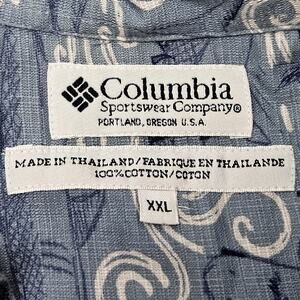 Columbia
Sportswear Company®
PORTLAND, OREGON U.S.A.
MADE IN THAILAND/FABRIQUE EN THAILANDE
100% COTTON/COTON
XXL